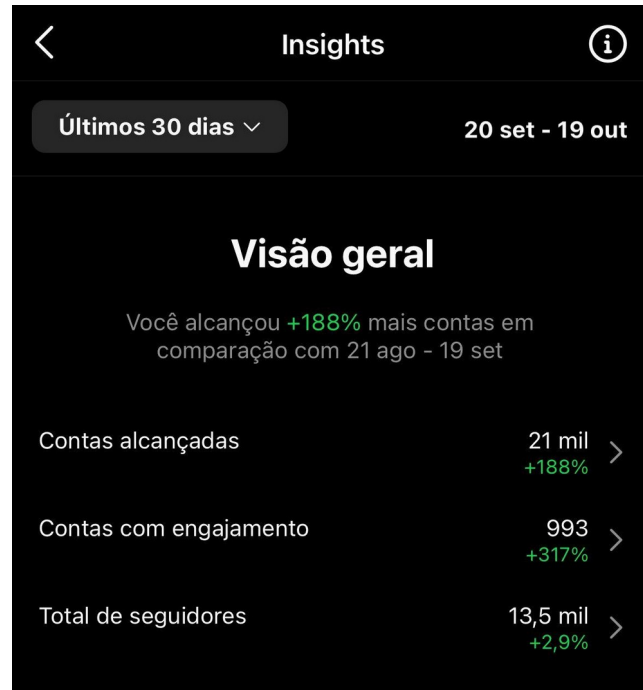 Insights
Últimos 30 dias
20 set - 19 out
Visão geral
Você alcançou +188% mais contas em
comparação com 21 ago - 19 set
Contas alcançadas
21 mil
+188%
Contas com engajamento
993
+317%
Total de seguidores
13,5 mil
+2,9%